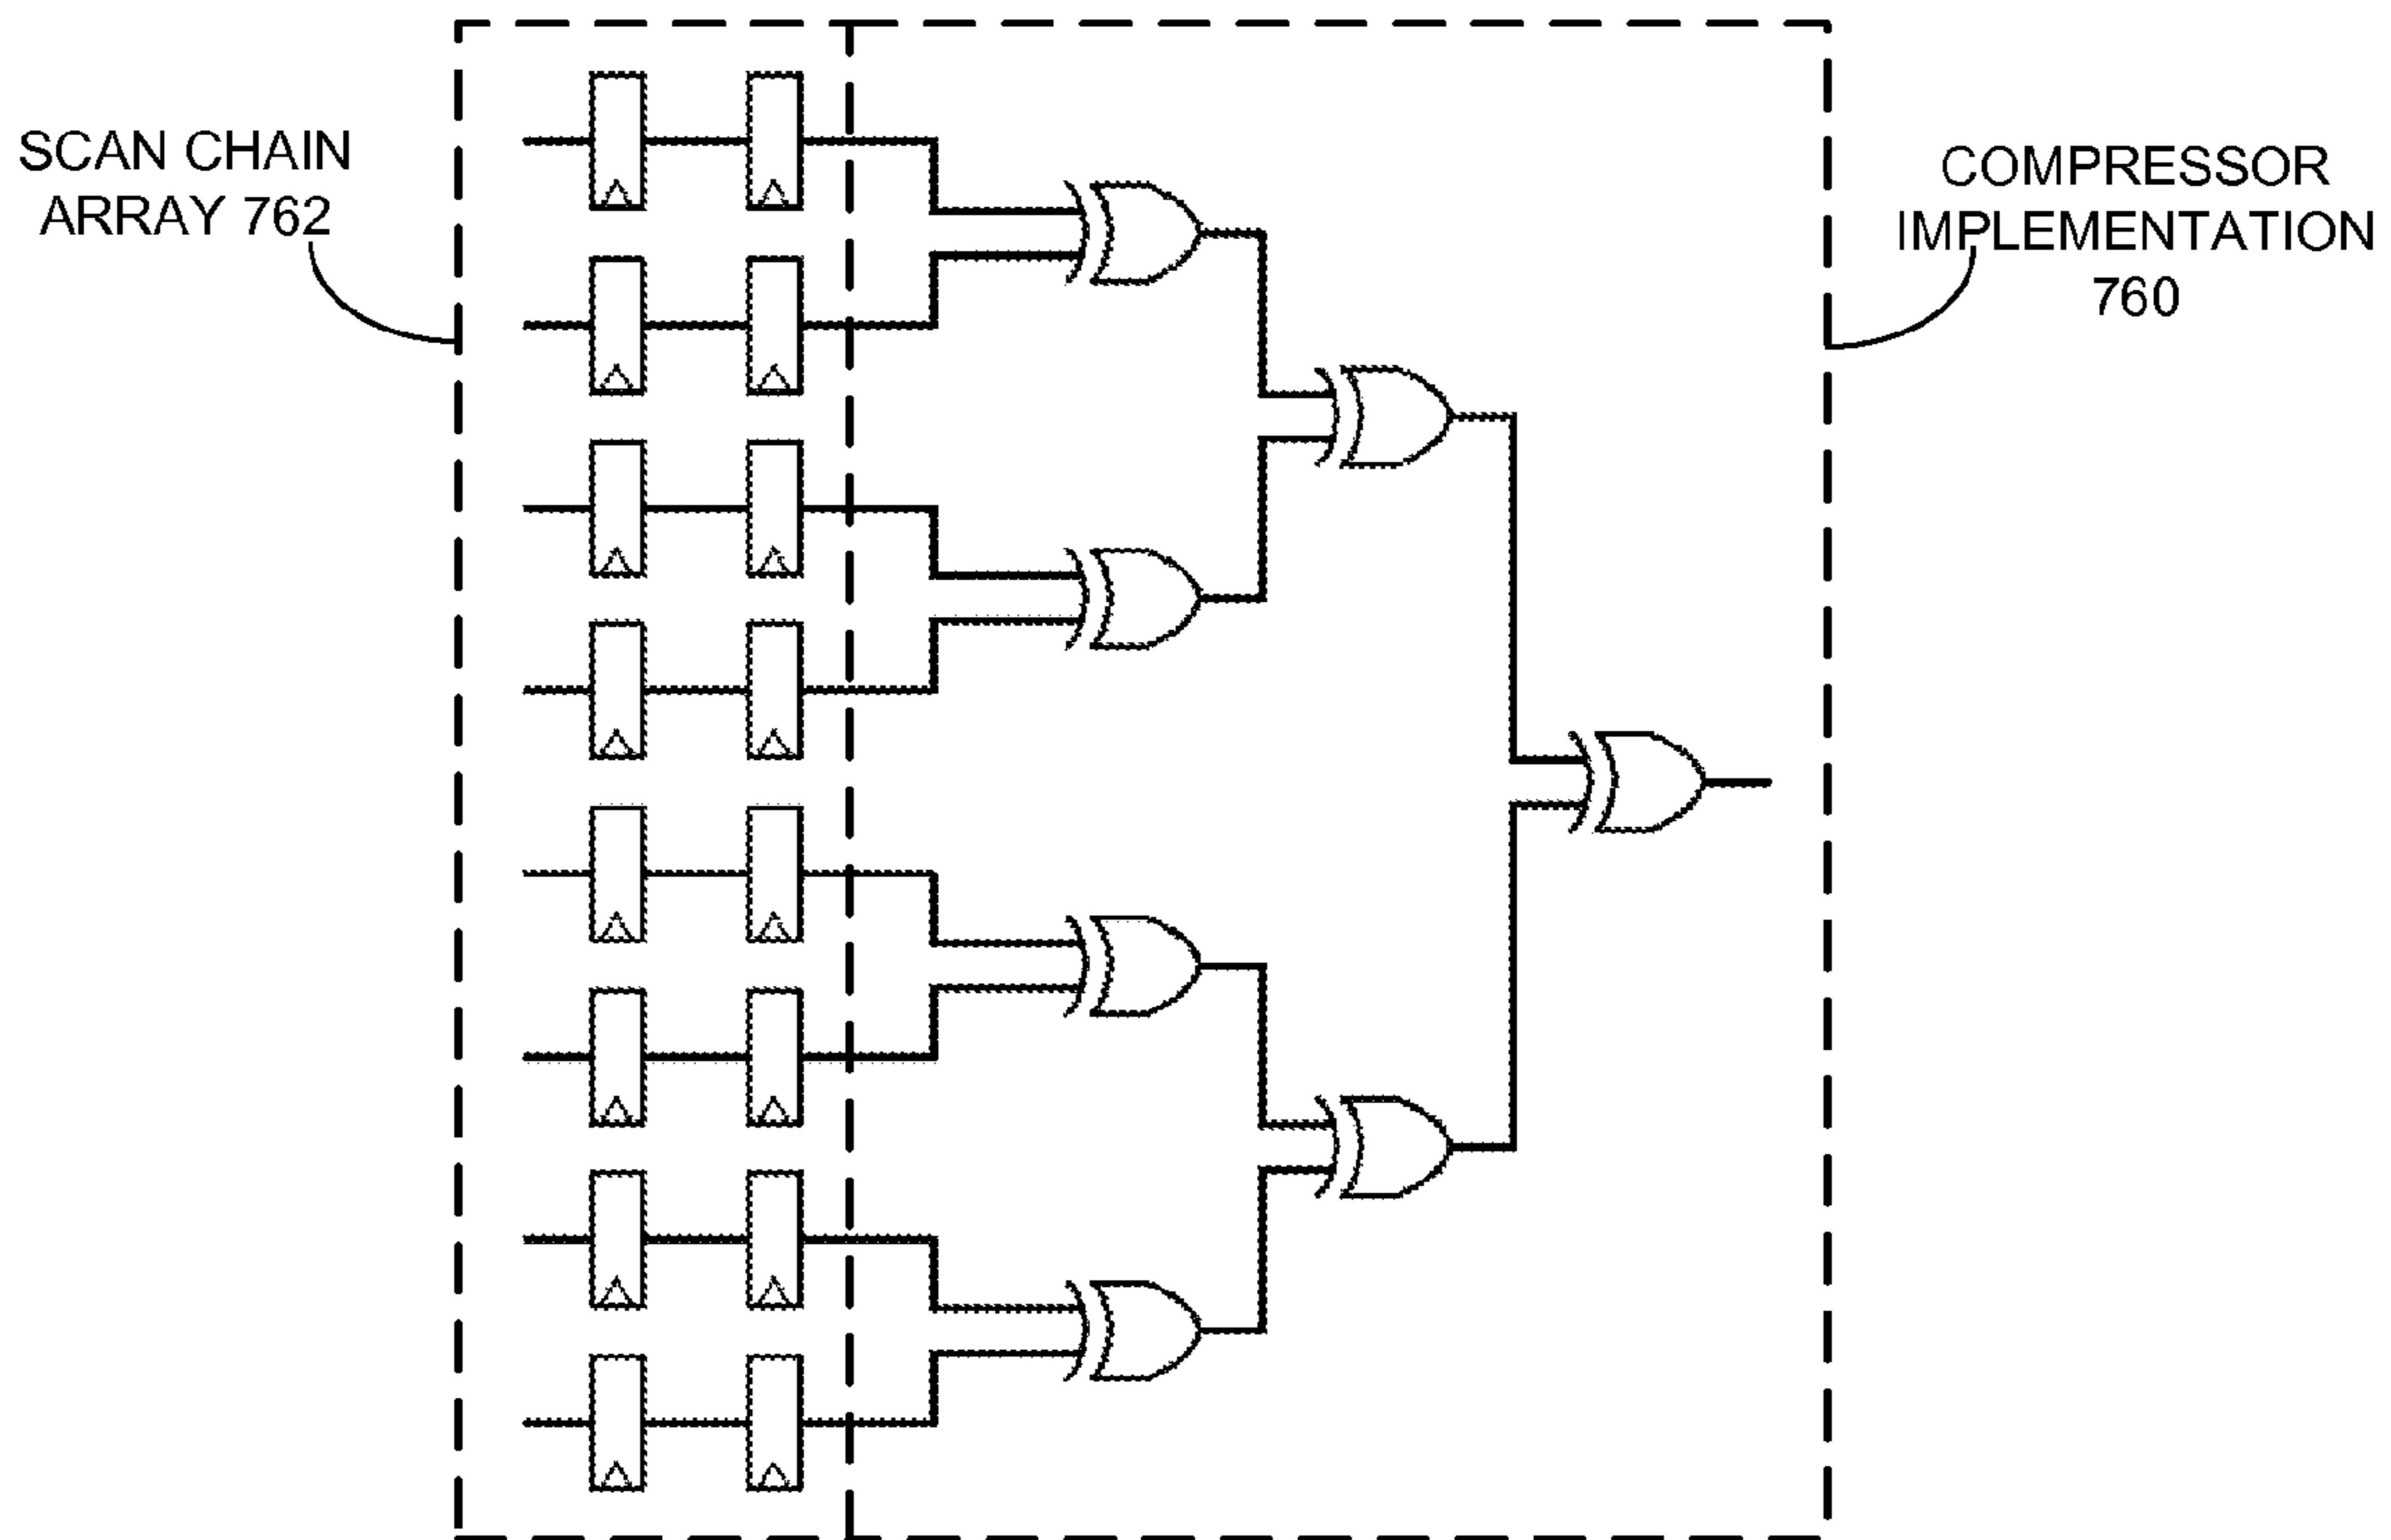 SCAN CHAIN
ARRAY 762
COMPRESSOR
IMPLEMENTATION
760